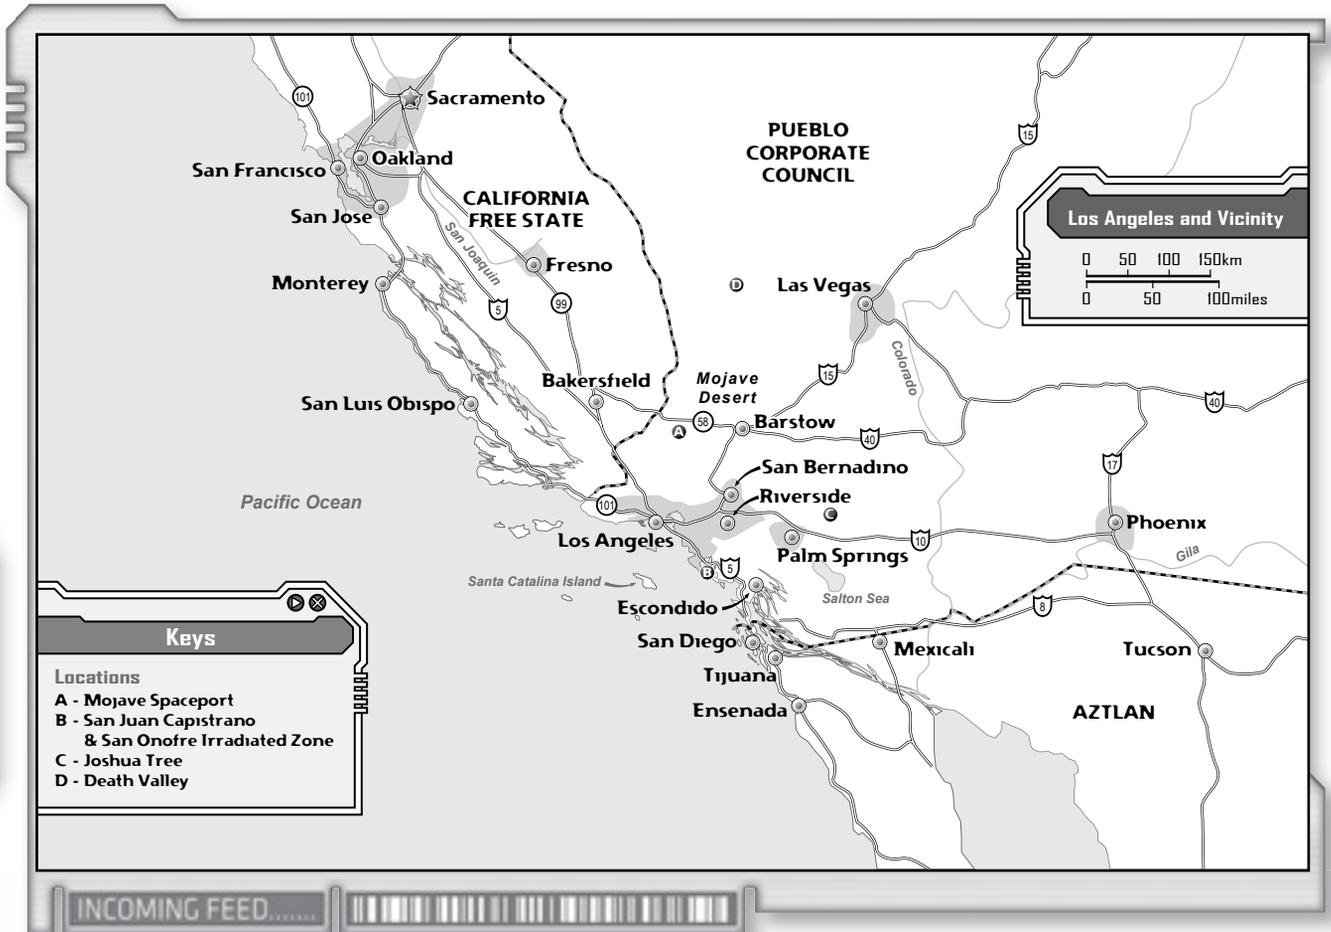 101
Sacramento
PUEBLO
CORPORATE
COUNCIL
15
San Francisco
Oakland
CALIFORNIA
FREE STATE
San Jose
San Joaquin
Los Angeles and Vicinity
0 50 100 150km
0 50 100miles
Monterey
Fresno
D
Las Vegas
5
99
Colorado
15
Bakersfield
Mojave
Desert
San Luis Obispo
A
58
Barstow
40
40
San Bernadino
17
Riverside
Pacific Ocean
101
C
Los Angeles
Phoenix
Palm Springs
10
Gila
B
5
Santa Catalina Island
Salton Sea
Escondido
8
San Diego
Mexicali
Tucson
Tijuana
Ensenada
AZTLAN
Keys
Locations
A - Mojave Spaceport
B - San Juan Capistrano
& San Onofre Irradiated Zone
C - Joshua Tree
D - Death Valley
INCOMING FEED.......